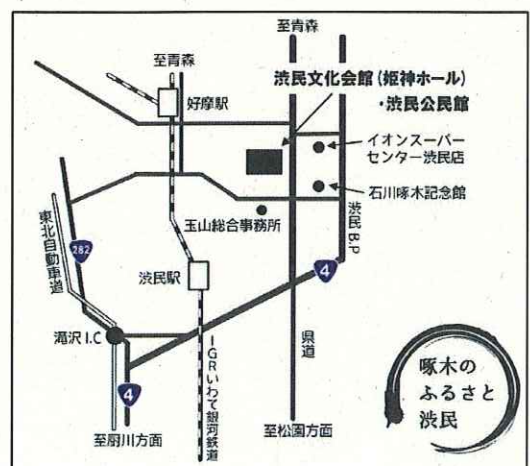 至青森
至青森
渋民文化会館(姫神ホール)
・渋民公民館
好摩駅
イオンスーパー
センター渋民店
石川啄木記念館
玉山総合事務所
渋民B.P
東北自動車道
282
渋民駅
4
滝沢I.C
IGRいわて銀河鉄道
県道
4
至厨川方面
至松園方面
啄木の
ふるさと
渋民